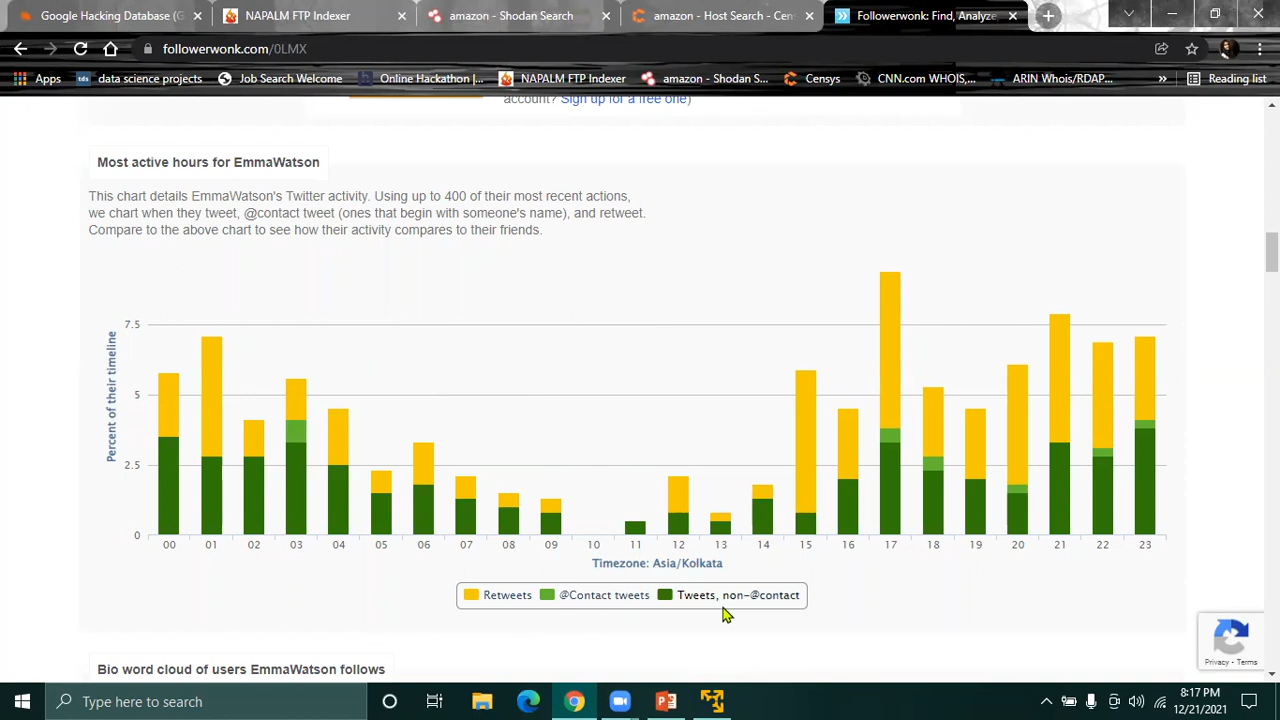 Google Hacking Database (G
NAPALM FTP Indexer
amazon - Shodan Search
amazon - Host Search - Cens
Followerwonk: Find, Analyze
followerwonk.com/0LMX
Apps
data science projects
Job Search Welcome
Online Hackathon |...
NAPALM FTP Indexer
amazon - Shodan S...
Censys
CNN.com WHOIS,...
ARIN Whois/RDAP...
»
Reading list
account? Sign up for a free one)
Most active hours for EmmaWatson
This chart details EmmaWatson's Twitter activity. Using up to 400 of their most recent actions,
we chart when they tweet, @contact tweet (ones that begin with someone's name), and retweet.
Compare to the above chart to see how their activity compares to their friends.
Percent of their timeline
7.5
5
2.5
0
00 01 02 03 04 05 06 07 08 09 10 11 12 13 14 15 16 17 18 19 20 21 22 23
Timezone: Asia/Kolkata
Retweets @Contact tweets Tweets, non-@contact
Privacy - Terms
Bio word cloud of users EmmaWatson follows
Type here to search
8:17 PM
12/21/2021